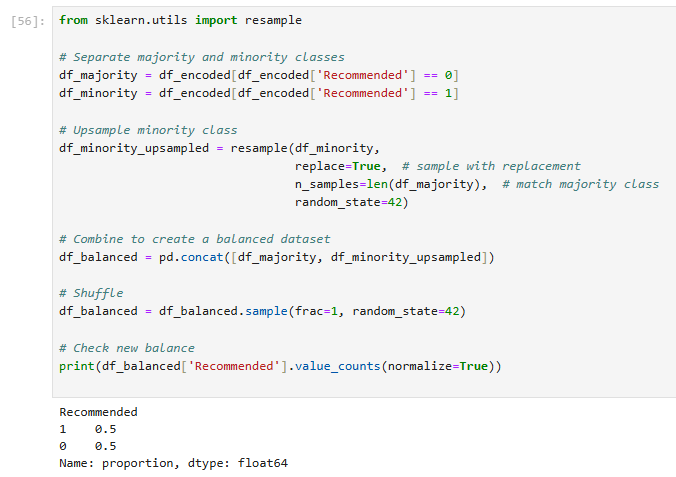 [56]:
from sklearn.utils import resample
# Separate majority and minority classes
df_majority = df_encoded[df_encoded['Recommended'] == 0]
df_minority = df_encoded[df_encoded['Recommended'] == 1]
# Upsample minority class
df_minority_upsampled = resample(df_minority,
                                 replace=True,  # sample with replacement
                                 n_samples=len(df_majority),  # match majority class
                                 random_state=42)
# Combine to create a balanced dataset
df_balanced = pd.concat([df_majority, df_minority_upsampled])
# Shuffle
df_balanced = df_balanced.sample(frac=1, random_state=42)
# Check new balance
print(df_balanced['Recommended'].value_counts(normalize=True))
Recommended
1    0.5
0    0.5
Name: proportion, dtype: float64